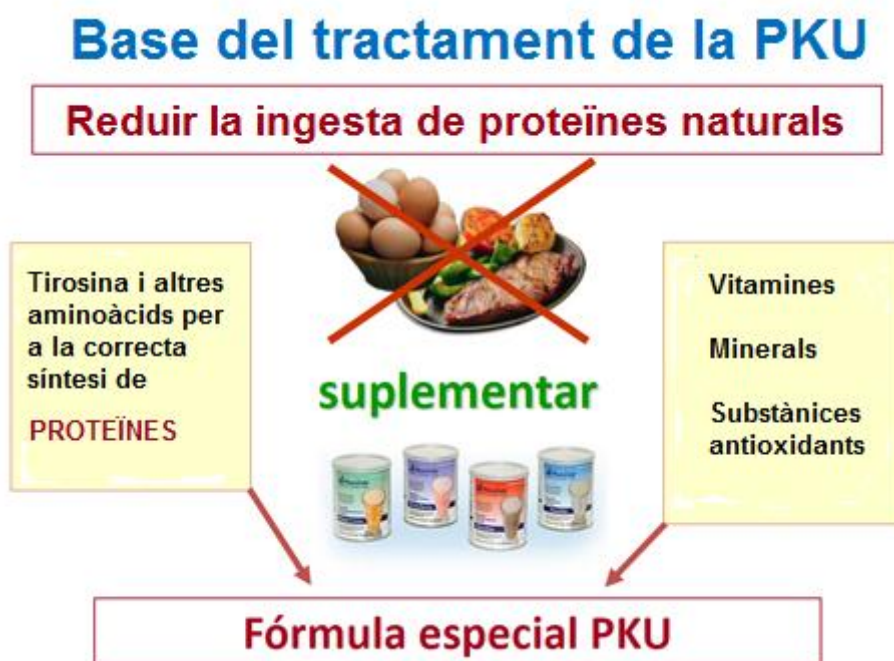 Base del tractament de la PKU
Reduir la ingesta de proteïnes naturals
Tirosina i altres
aminoàcids per
a la correcta
síntesi de
PROTEÏNES
suplementar
Vitamines
Minerals
Substànices
antioxidants
Fórmula especial PKU